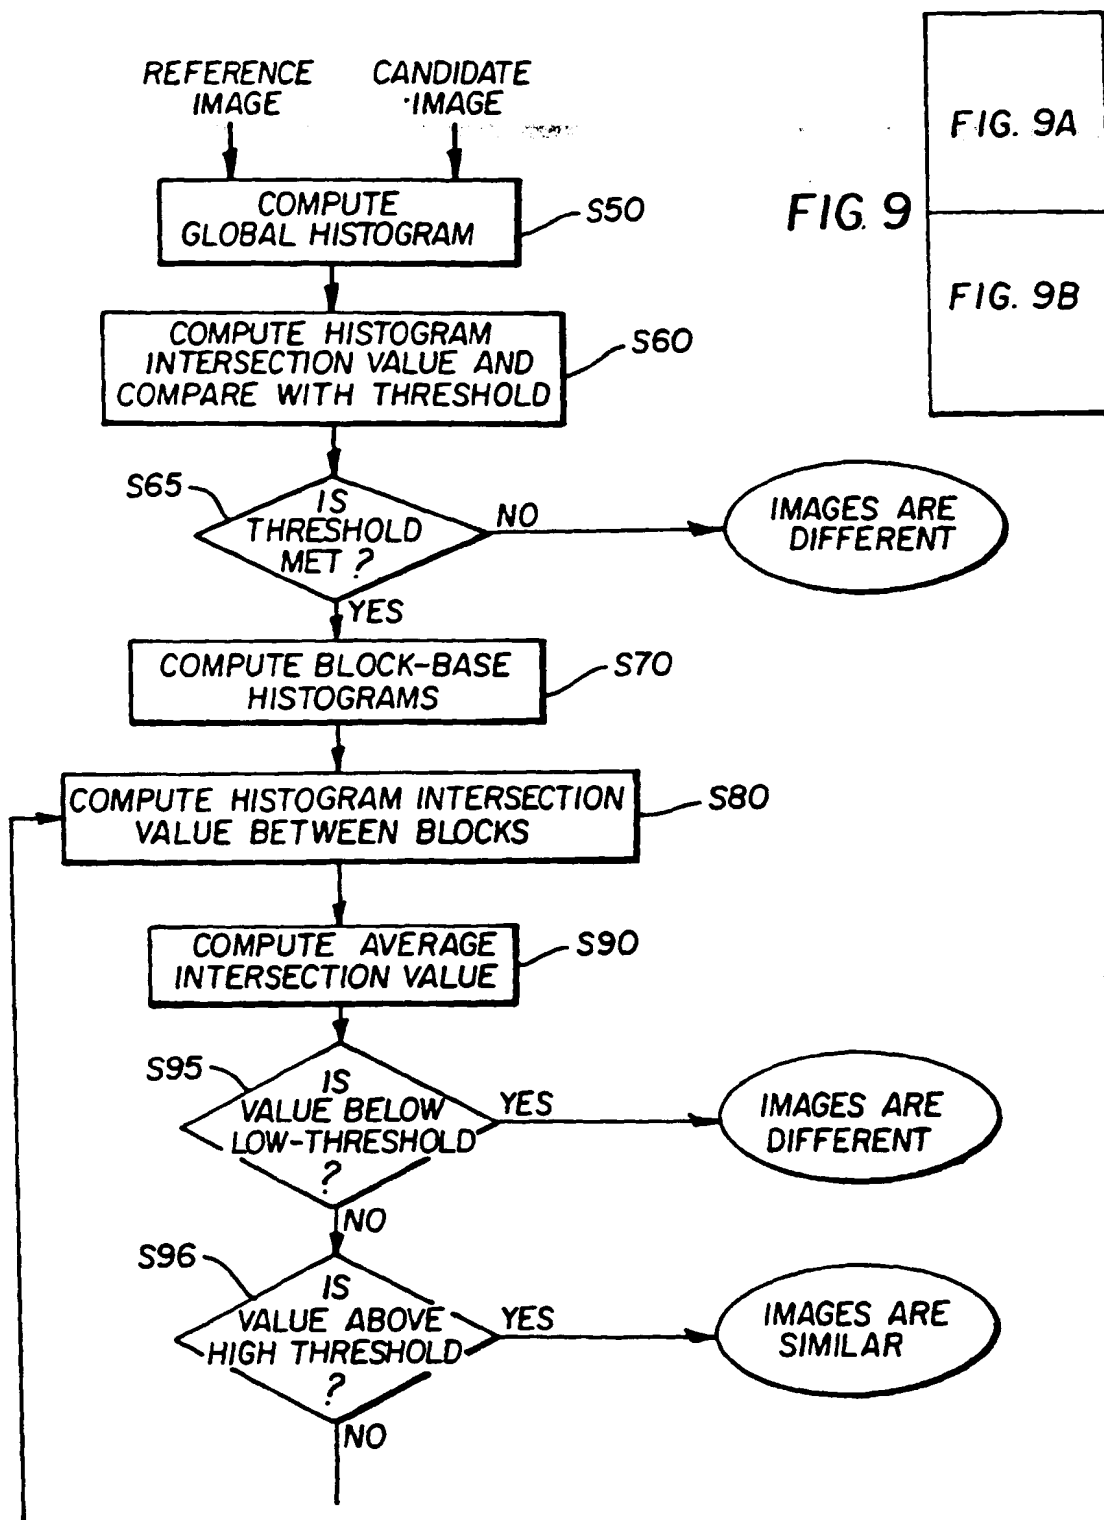 REFERENCE
IMAGE
CANDIDATE
IMAGE
COMPUTE
GLOBAL HISTOGRAM
S50
FIG. 9
FIG. 9A
FIG. 9B
COMPUTE HISTOGRAM
INTERSECTION VALUE AND
COMPARE WITH THRESHOLD
S60
S65
IS
THRESHOLD
MET ?
NO
IMAGES ARE
DIFFERENT
YES
COMPUTE BLOCK-BASE
HISTOGRAMS
S70
COMPUTE HISTOGRAM INTERSECTION
VALUE BETWEEN BLOCKS
S80
COMPUTE AVERAGE
INTERSECTION VALUE
S90
S95
IS
VALUE BELOW
LOW-THRESHOLD
?
YES
IMAGES ARE
DIFFERENT
NO
S96
IS
VALUE ABOVE
HIGH THRESHOLD
?
YES
IMAGES ARE
SIMILAR
NO